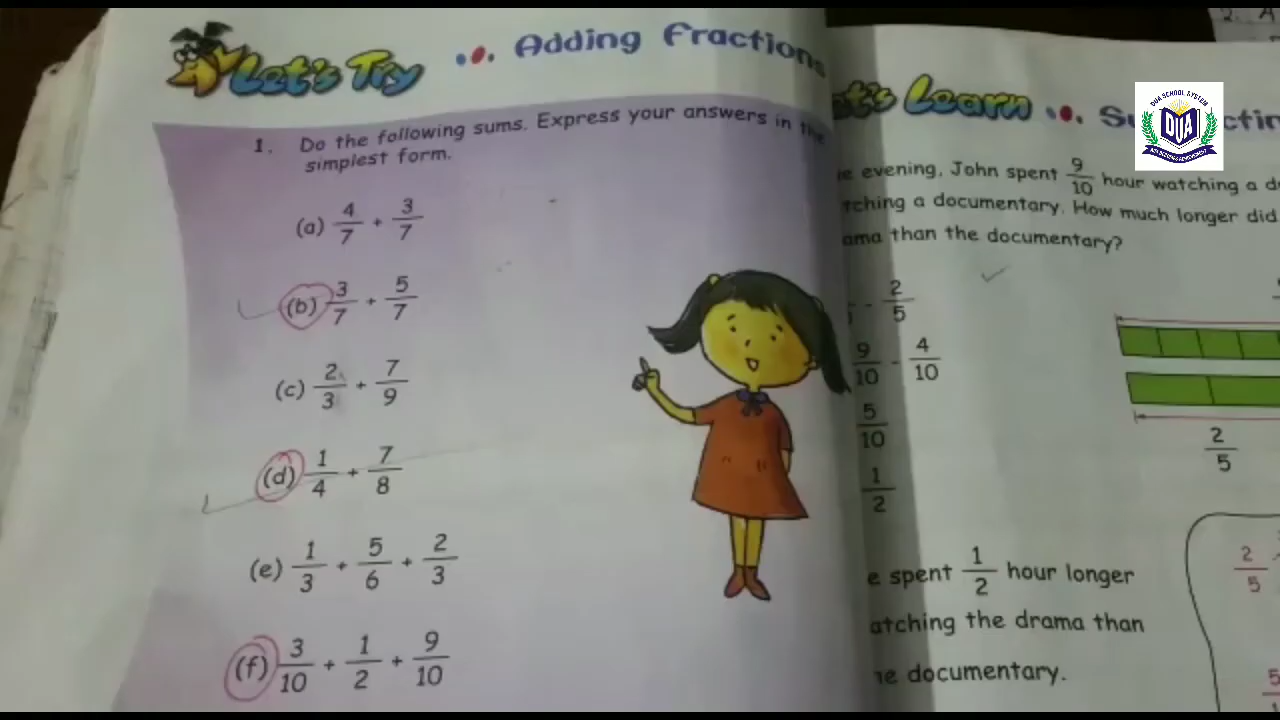 Let's Try
Adding Fractions
1. Do the following sums. Express your answers in the
simplest form.
(a) 4/7 + 3/7
(b) 3/7 + 5/7
(c) 2/3 + 7/9
(d) 1/4 + 7/8
(e) 1/3 + 5/6 + 2/3
(f) 3/10 + 1/2 + 9/10
Learn
evening, John spent 9/10 hour watching a
a documentary. How much longer did
than the documentary?
- 2/5
9/10 - 4/10
5/10
1/2
2/5
spent 1/2 hour longer
the drama than
documentary.
2/5
5
DUA SCHOOL SYSTEM
DUA